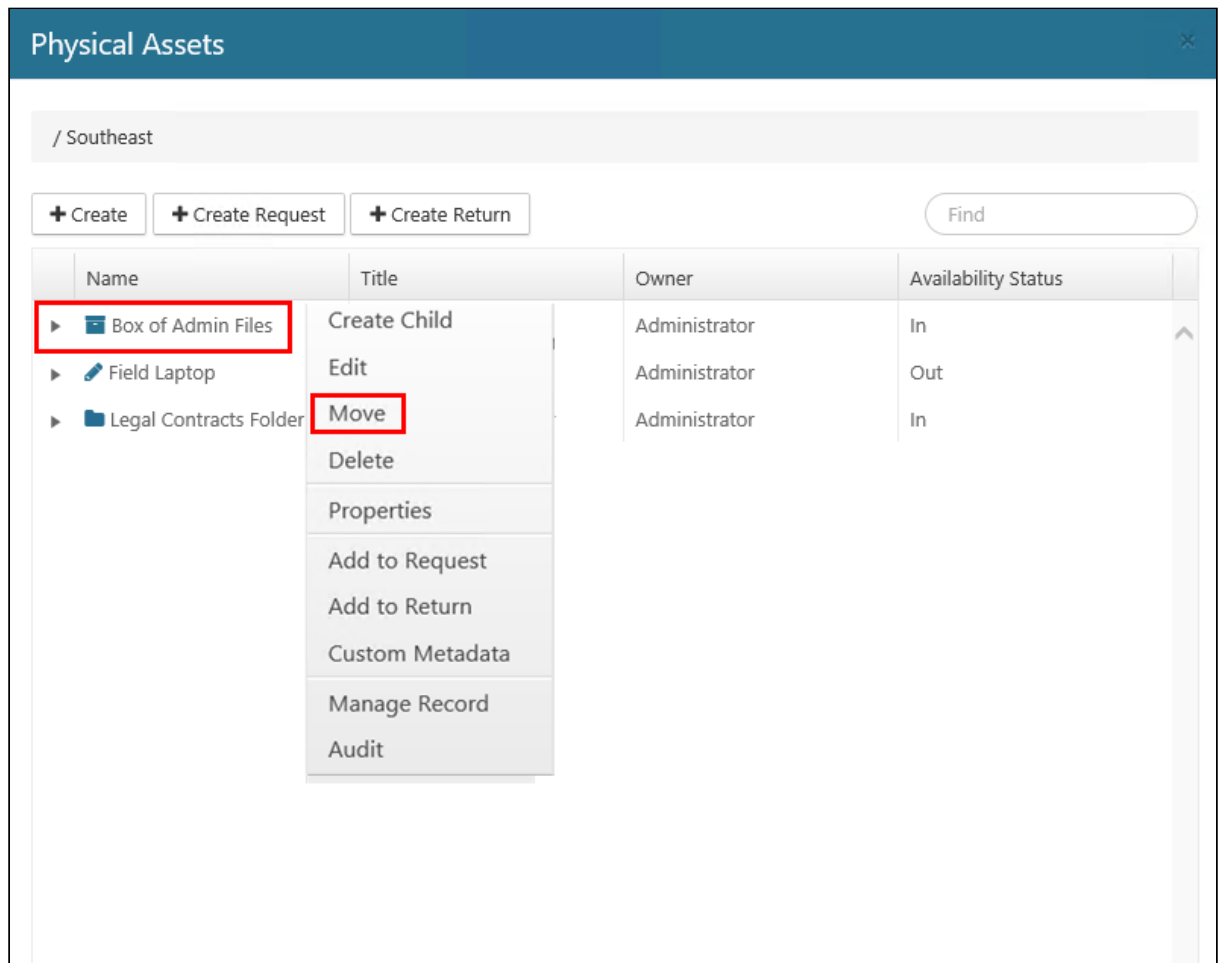 Physical Assets
/ Southeast
Create Create Request Create Return Find
Name Title Owner Availability Status
Box of Admin Files Administrator In
Field Laptop Administrator Out
Legal Contracts Folder Administrator In
Create Child
Edit
Move
Delete
Properties
Add to Request
Add to Return
Custom Metadata
Manage Record
Audit